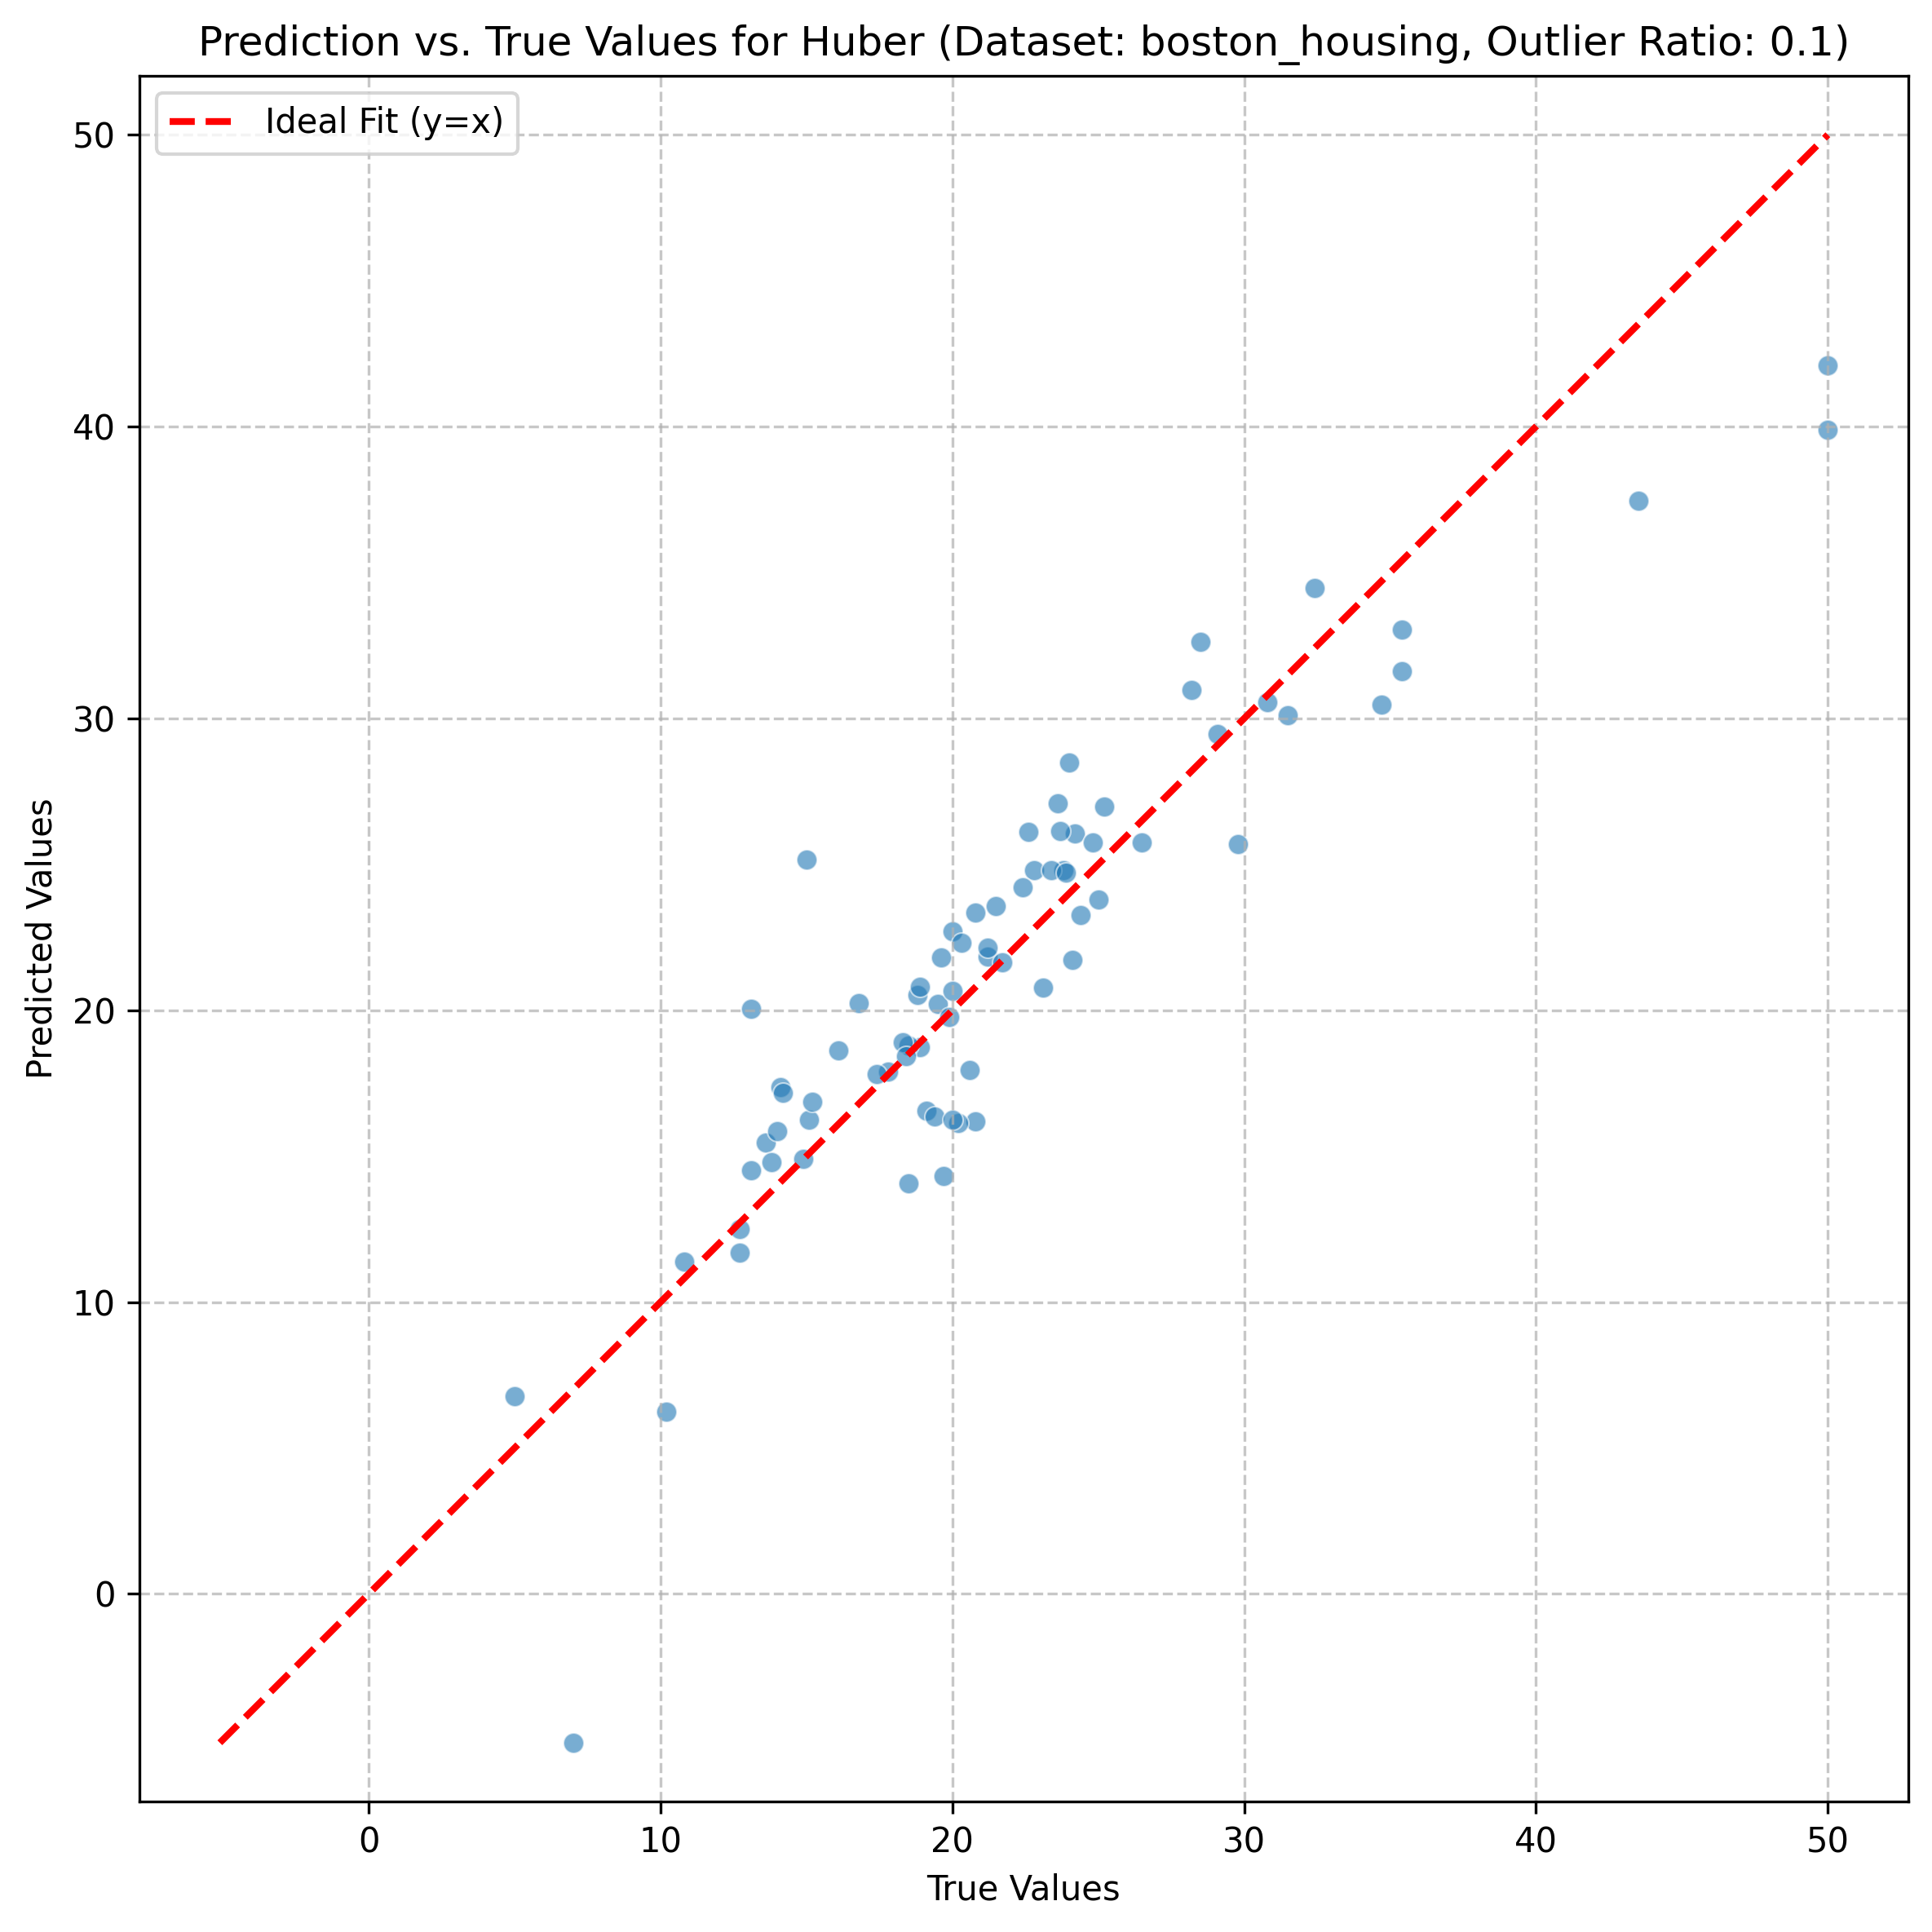 Prediction vs. True Values for Huber (Dataset: boston_housing, Outlier Ratio: 0.1)
Ideal Fit (y=x)
50
40
30
20
10
0
Predicted Values
0 10 20 30 40 50
True Values